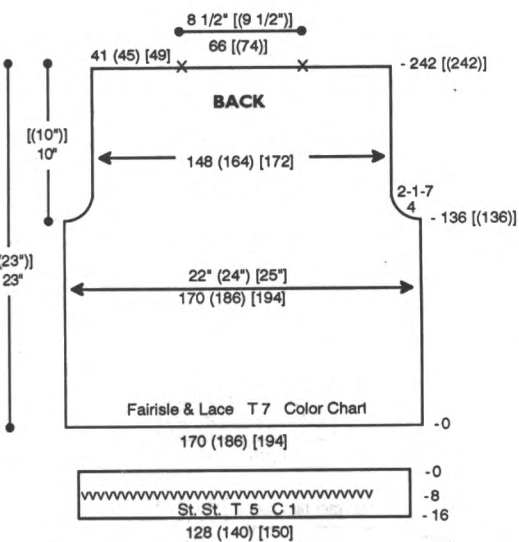 8 1/2" [(9 1/2")]
66 [(74)]
41 (45) [49]
- 242 [(242)]
BACK
[(10")]
10"
148 (164) [172]
2-1-7
4
- 136 [(136)]
(23")]
23"
22" (24") [25"]
170 (186) [194]
Fairisle & Lace T 7 Color Chart
- 0
170 (186) [194]
- 0
VVVVVVVVVVVVVVVVVVVVVVVVVVVVVVVVVVV
- 8
St. St. T 5 C 1
- 16
128 (140) [150]